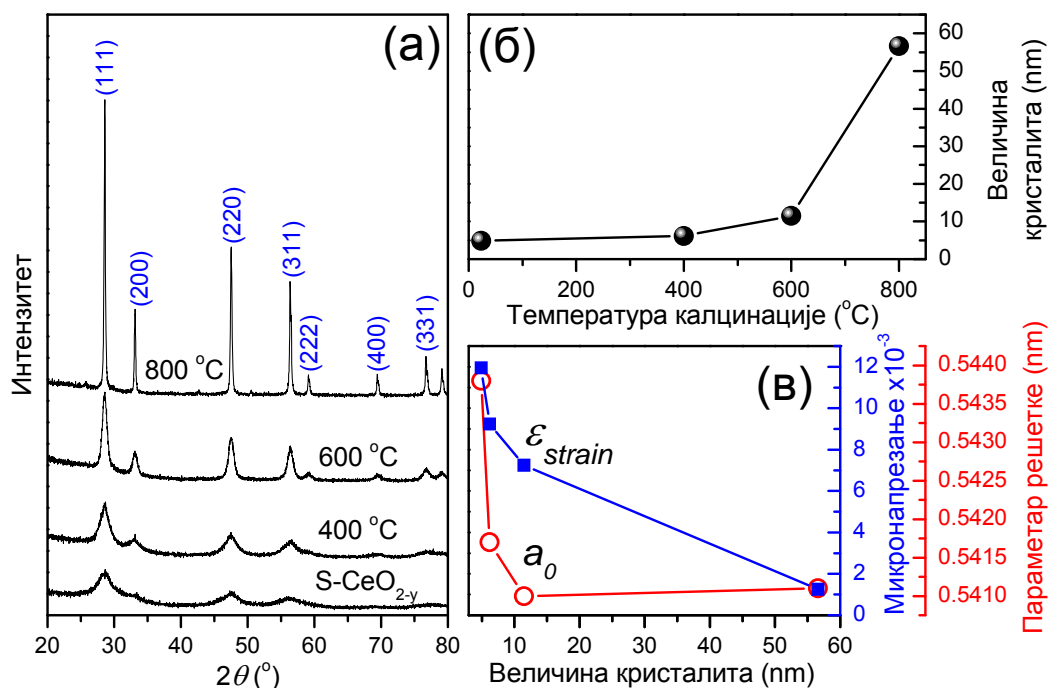 (а)
(111)
(200)
(220)
(311)
(222)
(400)
(331)
800 °C
600 °C
400 °C
S-CeO2-y
Интензитет
20 30 40 50 60 70 80
2θ (°)
(б)
60
50
40
30
20
10
0
Величина
кристалита (nm)
0 200 400 600 800
Температура калцинације (°C)
(в)
εstrain
a0
12
10
8
6
4
2
0
Микронапрезање x10-3
0.5440
0.5435
0.5430
0.5425
0.5420
0.5415
0.5410
Параметар решетке (nm)
0 10 20 30 40 50 60
Величина кристалита (nm)